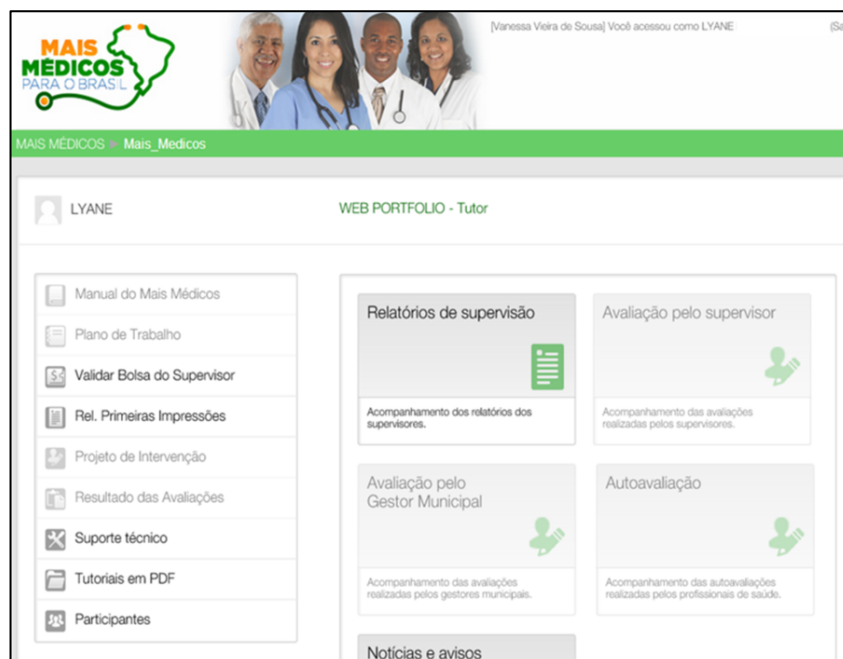 [Vanessa Vieira de Sousa] Você acessou como LYANE
(Sa
MAIS
MÉDICOS
PARA O BRASIL
MAIS MÉDICOS Mais_Medicos
LYANE
WEB PORTFOLIO - Tutor
Manual do Mais Médicos
Plano de Trabalho
Validar Bolsa do Supervisor
Rel. Primeiras Impressões
Projeto de Intervenção
Resultado das Avaliações
Suporte técnico
Tutoriais em PDF
Participantes
Relatórios de supervisão
Acompanhamento dos relatórios dos
supervisores.
Avaliação pelo supervisor
Acompanhamento das avaliações
realizadas pelos supervisores.
Avaliação pelo
Gestor Municipal
Acompanhamento das avaliações
realizadas pelos gestores municipais.
Autoavaliação
Acompanhamento das autoavaliações
realizadas pelos profissionais de saúde.
Notícias e avisos